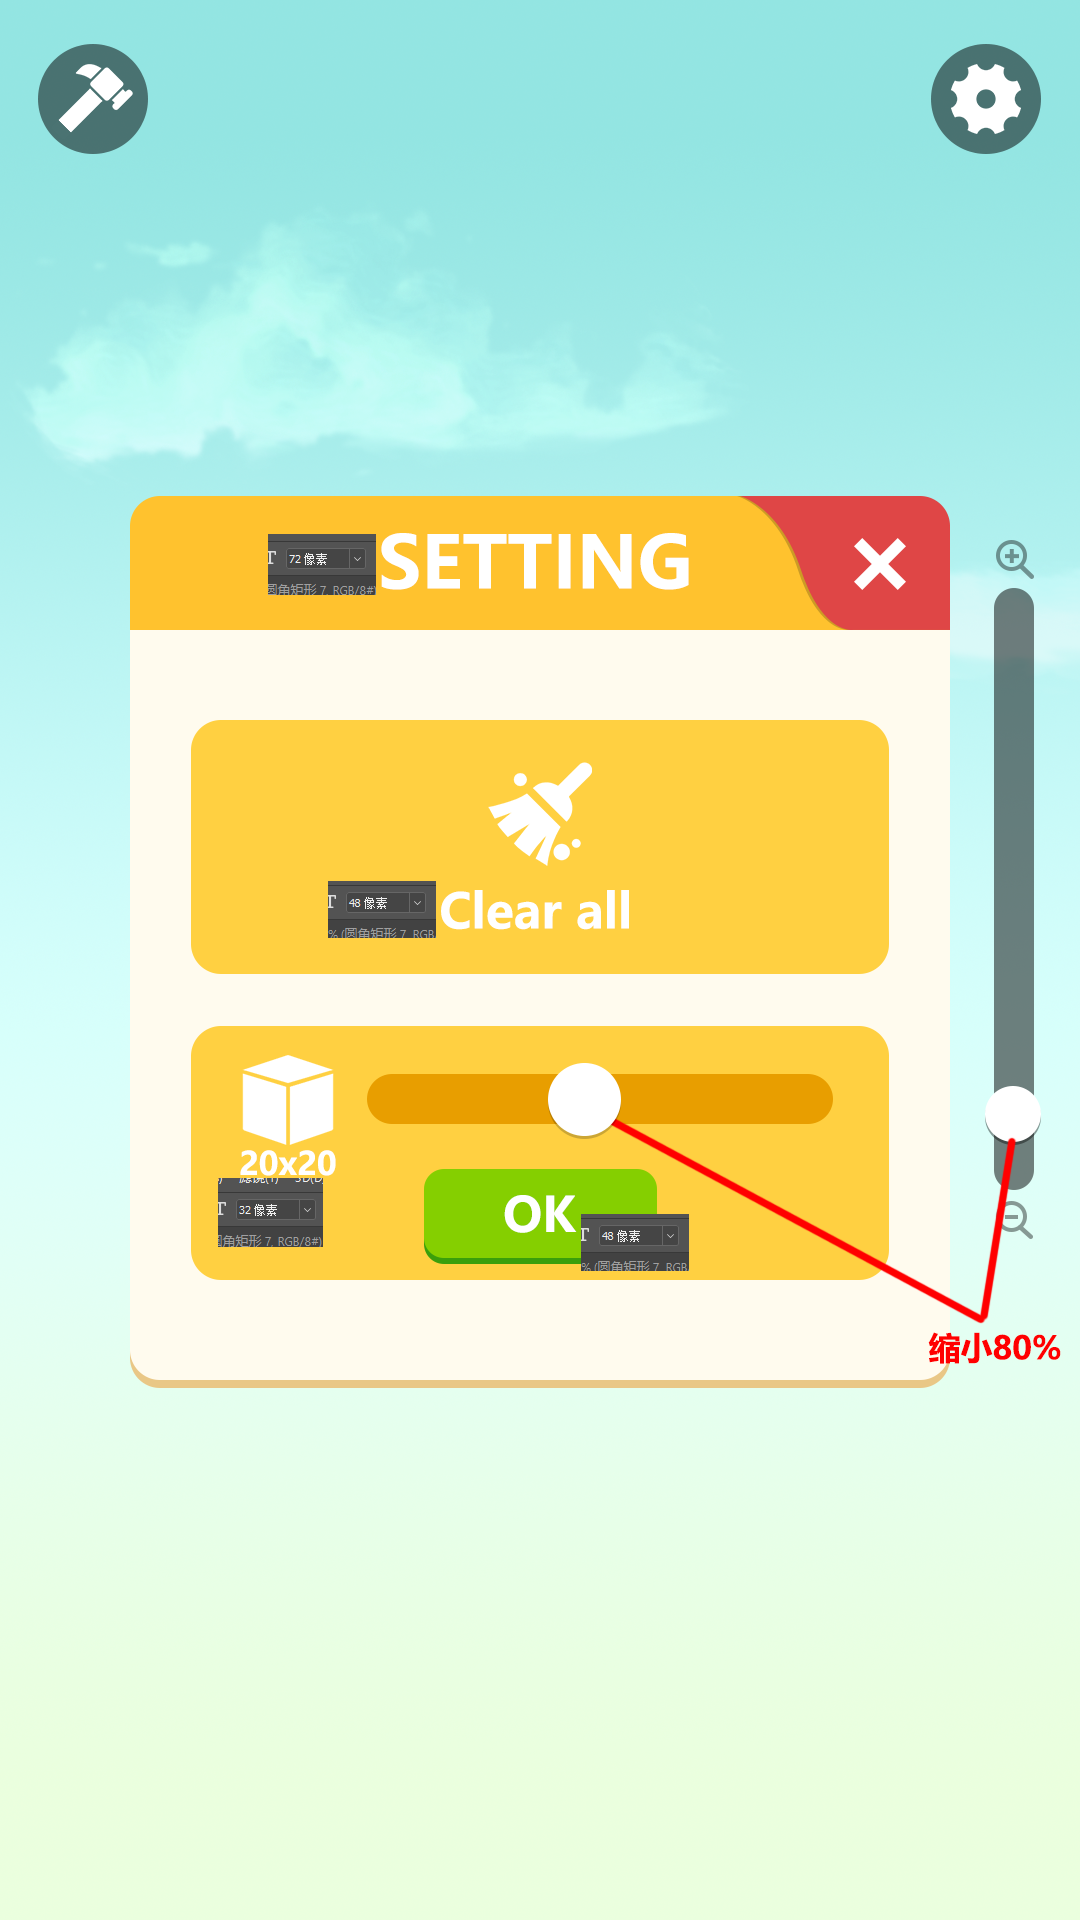 SETTING
T 72 像素
圆角矩形 7, RGB/8#)
T 48 像素
Clear all
% (圆角矩形 7, RGB
20x20
滤镜(T) 3D(D
T 32 像素
圆角矩形 7, RGB/8#)
OK
T 48 像素
% (圆角矩形 7, RGB
缩小80%